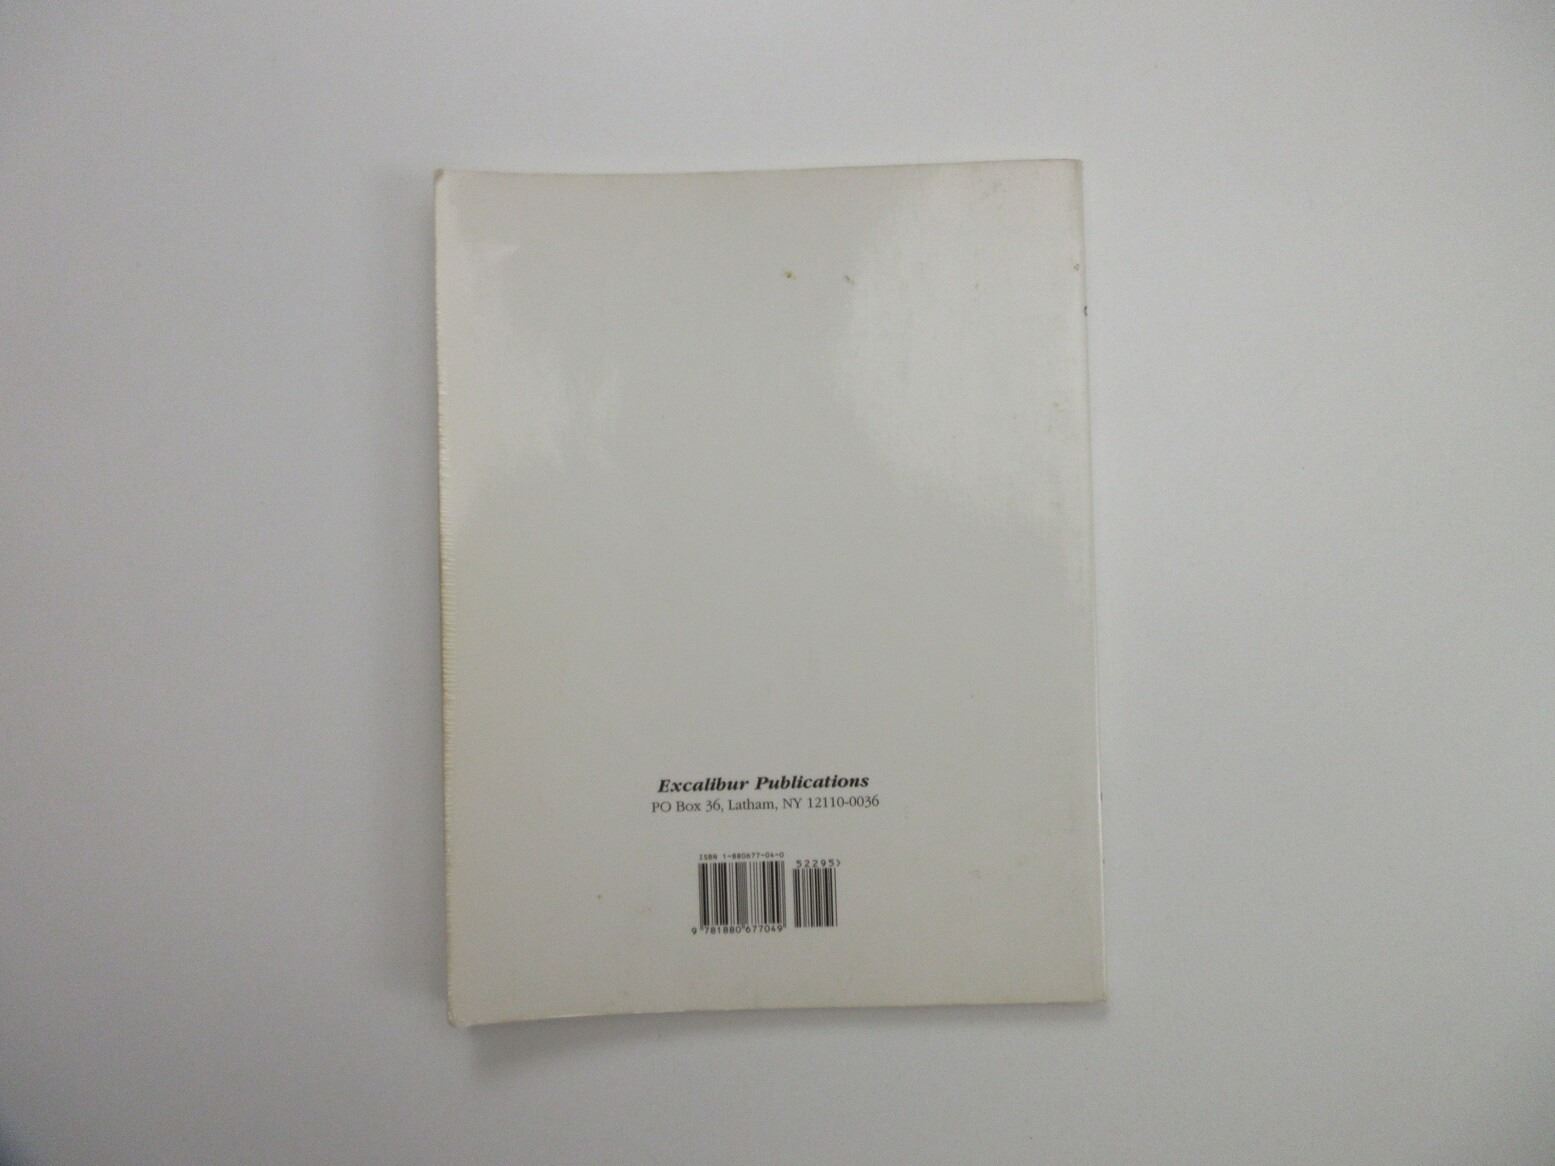 Excalibur Publications
PO Box 36, Latham, NY 12110-0036
ISBN 1-880677-04-0
52295>
9 781880 677049